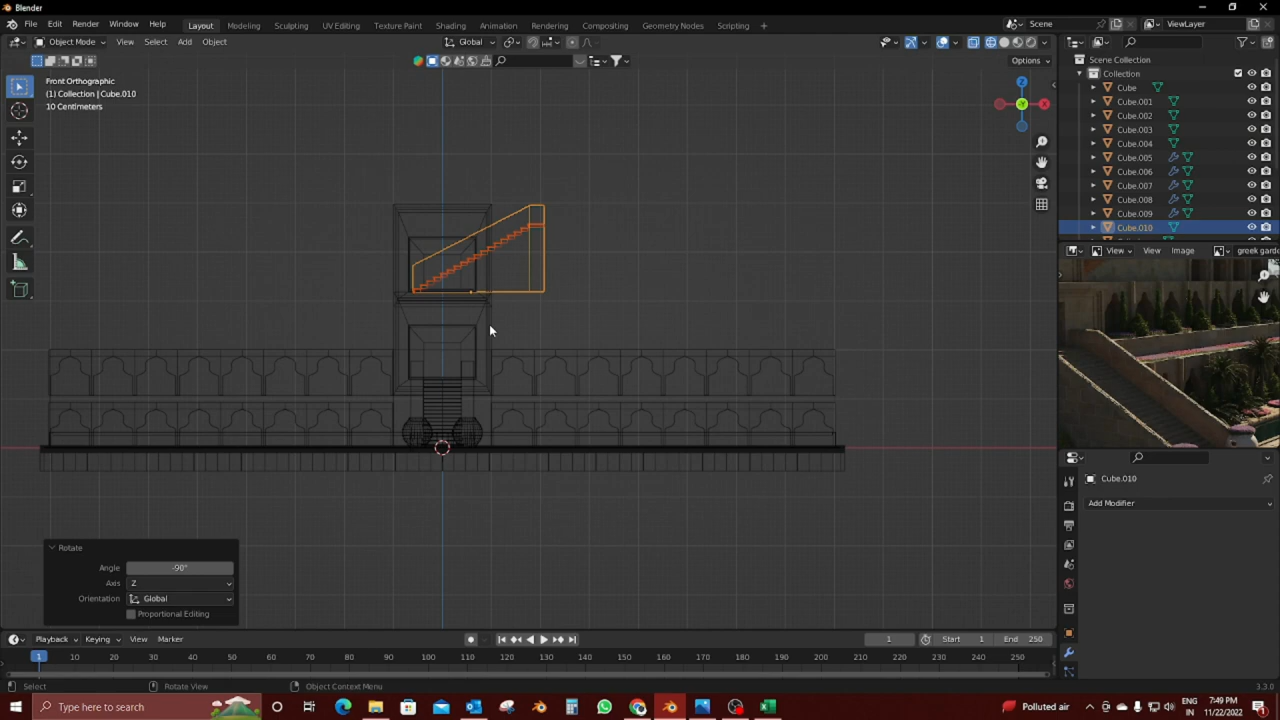 Blender
File Edit Render Window Help Layout Modeling Sculpting UV Editing Texture Paint Shading Animation Rendering Compositing Geometry Nodes Scripting Scene ViewLayer
Object Mode View Select Add Object Global
Options
Front Orthographic
(1) Collection | Cube.010
10 Centimeters
Z
Y
X
Scene Collection
Collection
Cube
Cube.001
Cube.002
Cube.003
Cube.004
Cube.005
Cube.006
Cube.007
Cube.008
Cube.009
Cube.010
View Image greek gard
Cube.010
Add Modifier
Rotate
Angle -90°
Axis Z
Orientation Global
Proportional Editing
Playback Keying View Marker 1 Start 1 End 250
1 10 20 30 40 50 60 70 80 90 100 110 120 130 140 150 160 170 180 190 200 210 220 230 240 250
Select Rotate View Object Context Menu 3.3.0
Type here to search Polluted air ENG IN 7:49 PM 11/22/2022